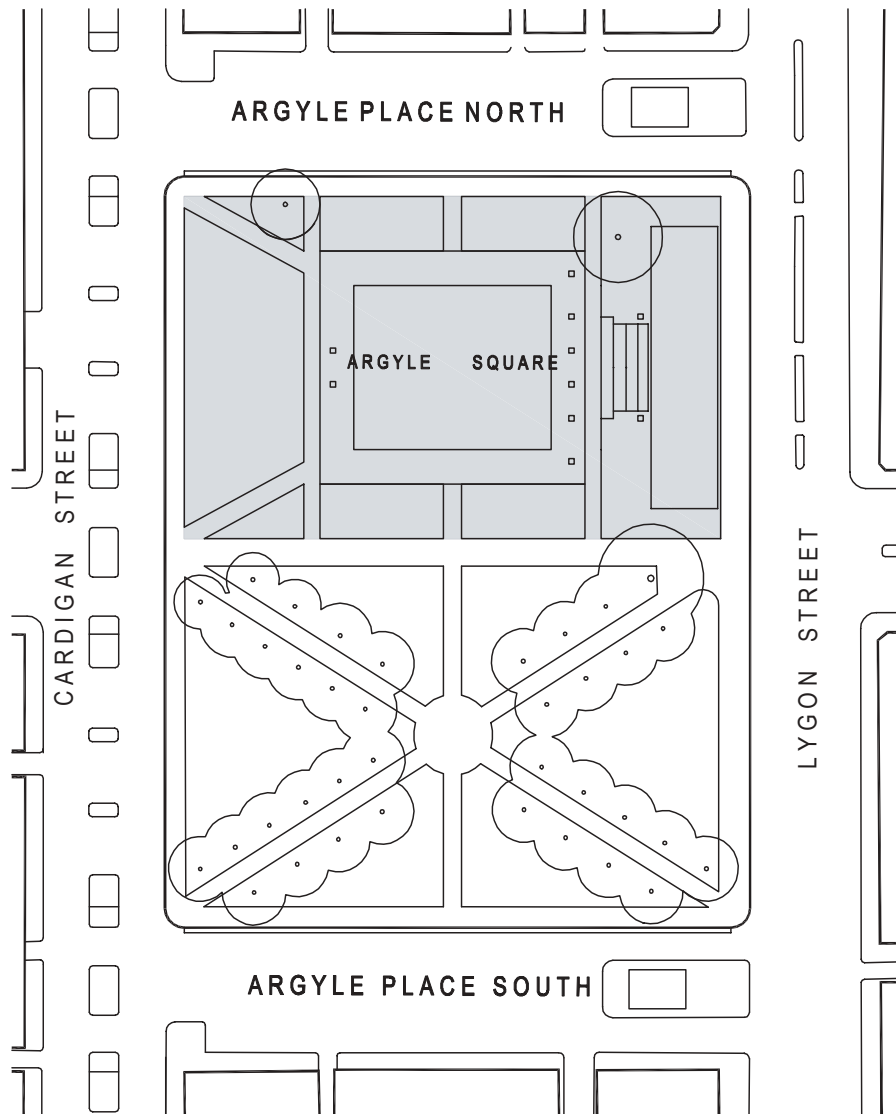 ARGYLE PLACE NORTH
ARGYLE SQUARE
CARDIGAN STREET
LYGON STREET
ARGYLE PLACE SOUTH